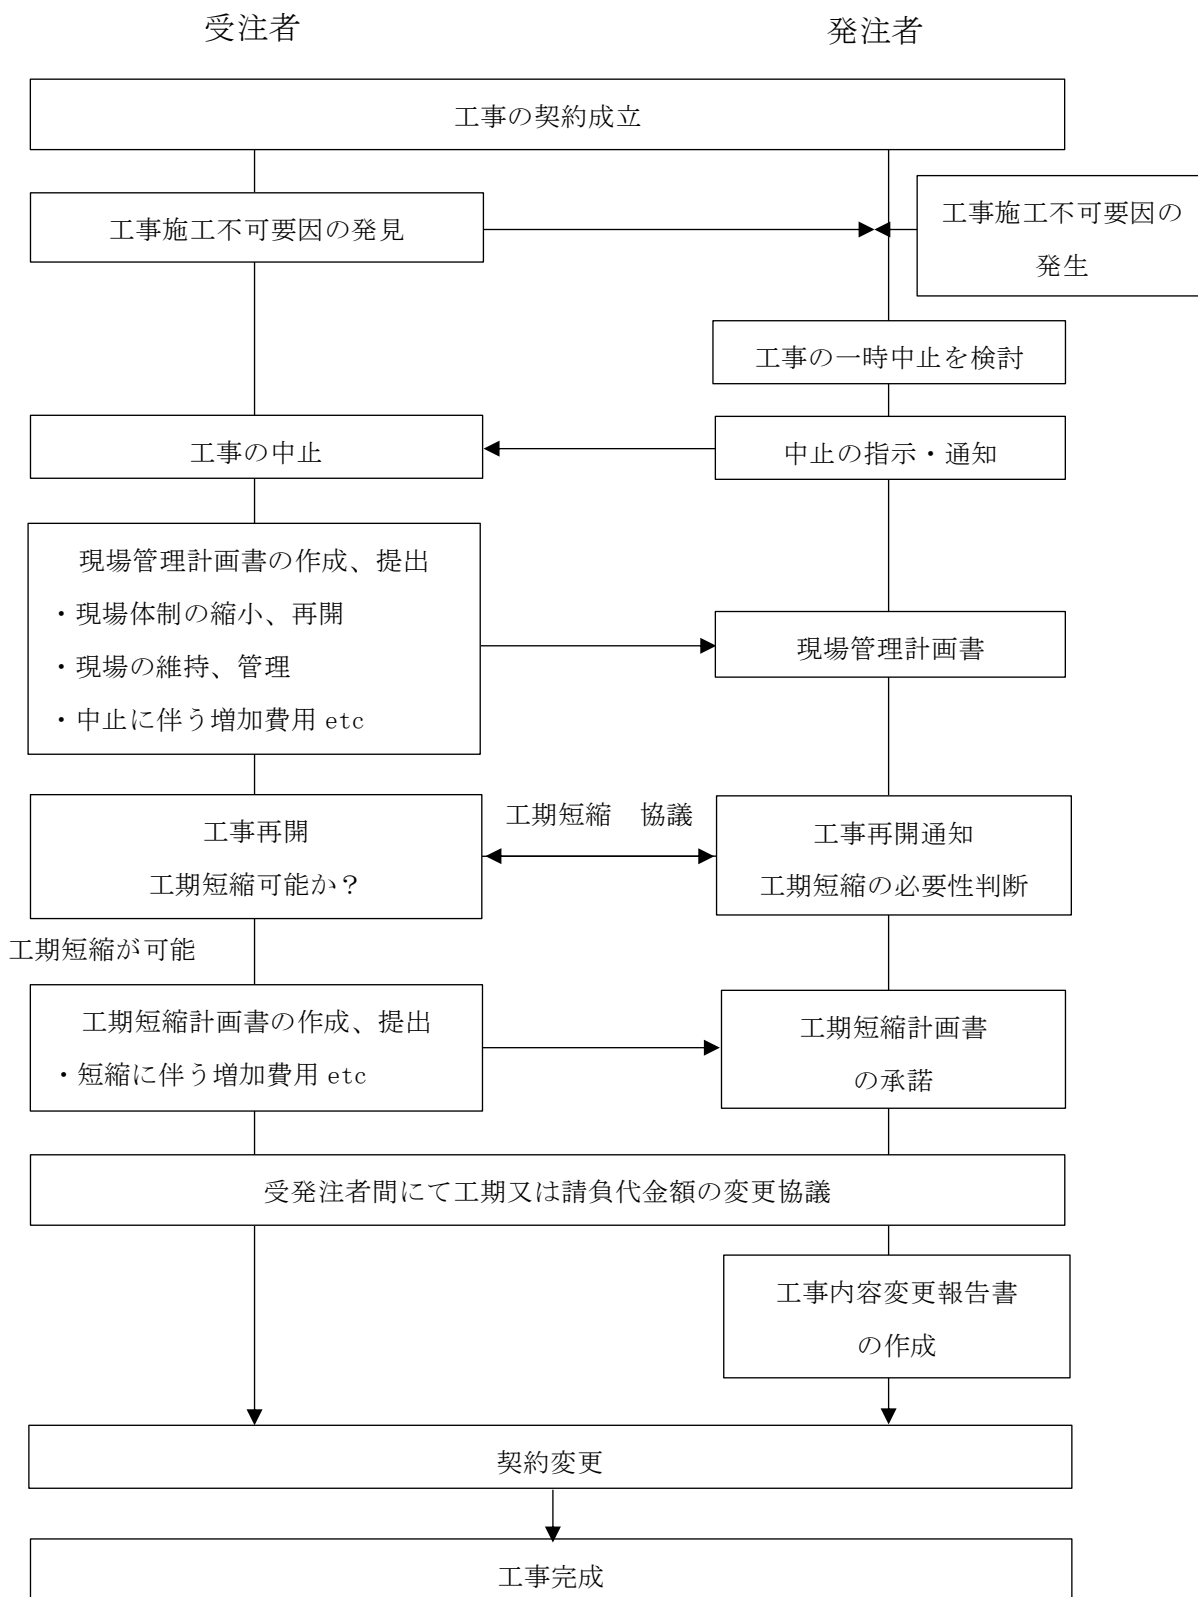 受注者
発注者
工事の契約成立
工事施工不可要因の発見
工事施工不可要因の
発生
工事の一時中止を検討
工事の中止
中止の指示・通知
現場管理計画書の作成、提出
・現場体制の縮小、再開
・現場の維持、管理
・中止に伴う増加費用 etc
現場管理計画書
工事再開
工期短縮可能か？
工期短縮　協議
工事再開通知
工期短縮の必要性判断
工期短縮が可能
工期短縮計画書の作成、提出
・短縮に伴う増加費用 etc
工期短縮計画書
の承諾
受発注者間にて工期又は請負代金額の変更協議
工事内容変更報告書
の作成
契約変更
工事完成